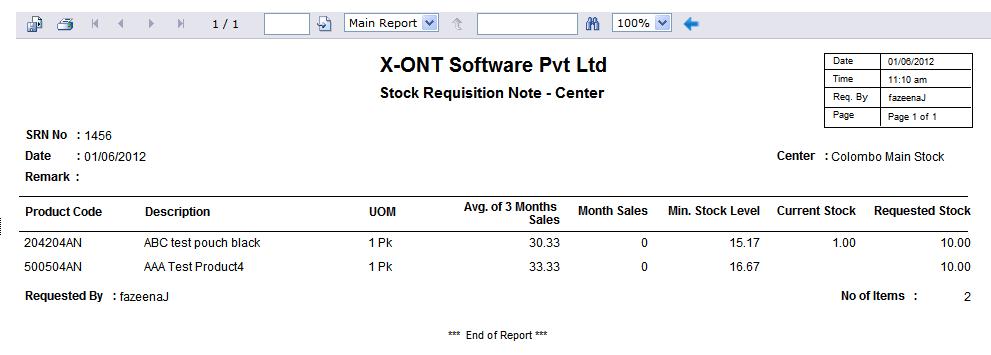 1 / 1 Main Report 100%
X-ONT Software Pvt Ltd
Stock Requisition Note - Center
Date 01/06/2012
Time 11:10 am
Req. By fazeenaJ
Page Page 1 of 1
SRN No : 1456
Date : 01/06/2012 Center : Colombo Main Stock
Remark :
Product Code Description UOM Avg. of 3 Months Sales Month Sales Min. Stock Level Current Stock Requested Stock
204204AN ABC test pouch black 1 Pk 30.33 0 15.17 1.00 10.00
500504AN AAA Test Product4 1 Pk 33.33 0 16.67 10.00
Requested By : fazeenaJ No of Items : 2
*** End of Report ***